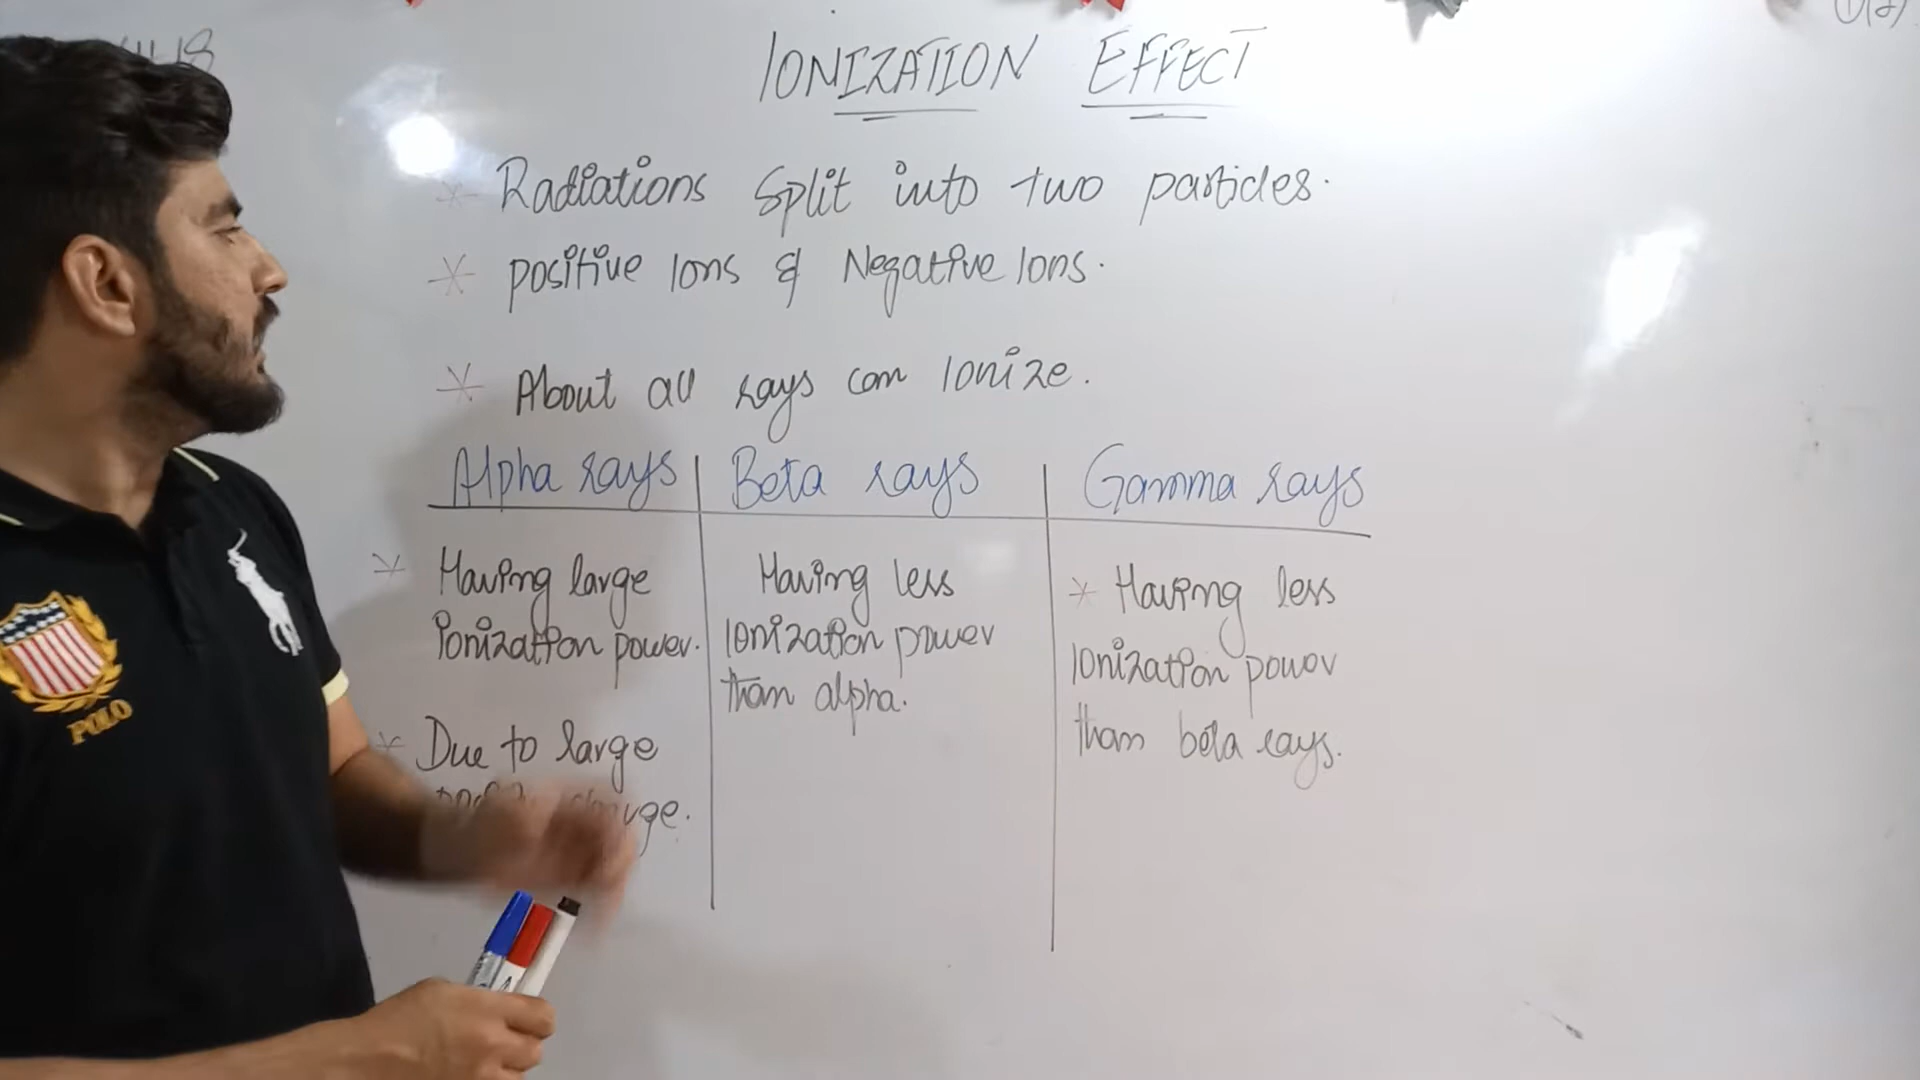 IONIZATION EFFECT
Radiations Split into two particles.
* positive Ions & Negative Ions.
* About all rays can Ionize.
Alpha rays | Beta rays | Gamma rays
* Having large
ionization power.
* Due to large
Having less
Ionization power
than alpha.
* Having less
Ionization power
than beta rays.
POLO